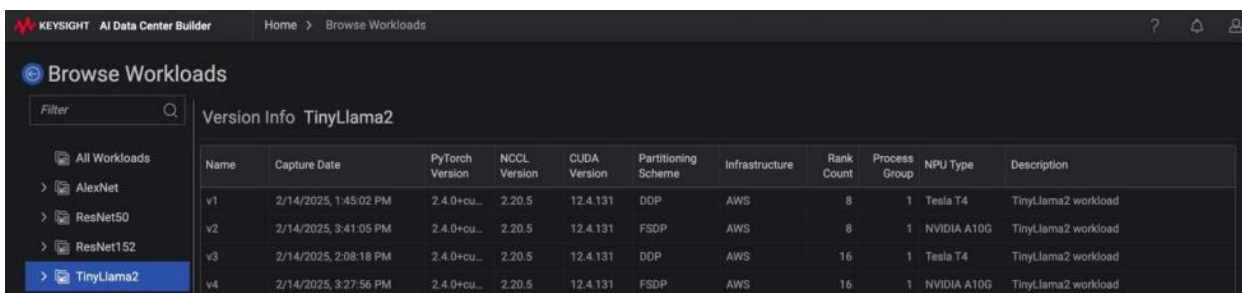 KEYSIGHT AI Data Center Builder Home > Browse Workloads ?
Browse Workloads
Filter
All Workloads
> AlexNet
> ResNet50
> ResNet152
> TinyLlama2
Version Info TinyLlama2
Name Capture Date PyTorch Version NCCL Version CUDA Version Partitioning Scheme Infrastructure Rank Count Process Group NPU Type Description
v1 2/14/2025, 1:45:02 PM 2.4.0+cu... 2.20.5 12.4.131 DDP AWS 8 1 Tesla T4 TinyLlama2 workload
v2 2/14/2025, 3:41:05 PM 2.4.0+cu... 2.20.5 12.4.131 FSDP AWS 8 1 NVIDIA A10G TinyLlama2 workload
v3 2/14/2025, 2:08:18 PM 2.4.0+cu... 2.20.5 12.4.131 DDP AWS 16 1 Tesla T4 TinyLlama2 workload
v4 2/14/2025, 3:27:56 PM 2.4.0+cu... 2.20.5 12.4.131 FSDP AWS 16 1 NVIDIA A10G TinyLlama2 workload